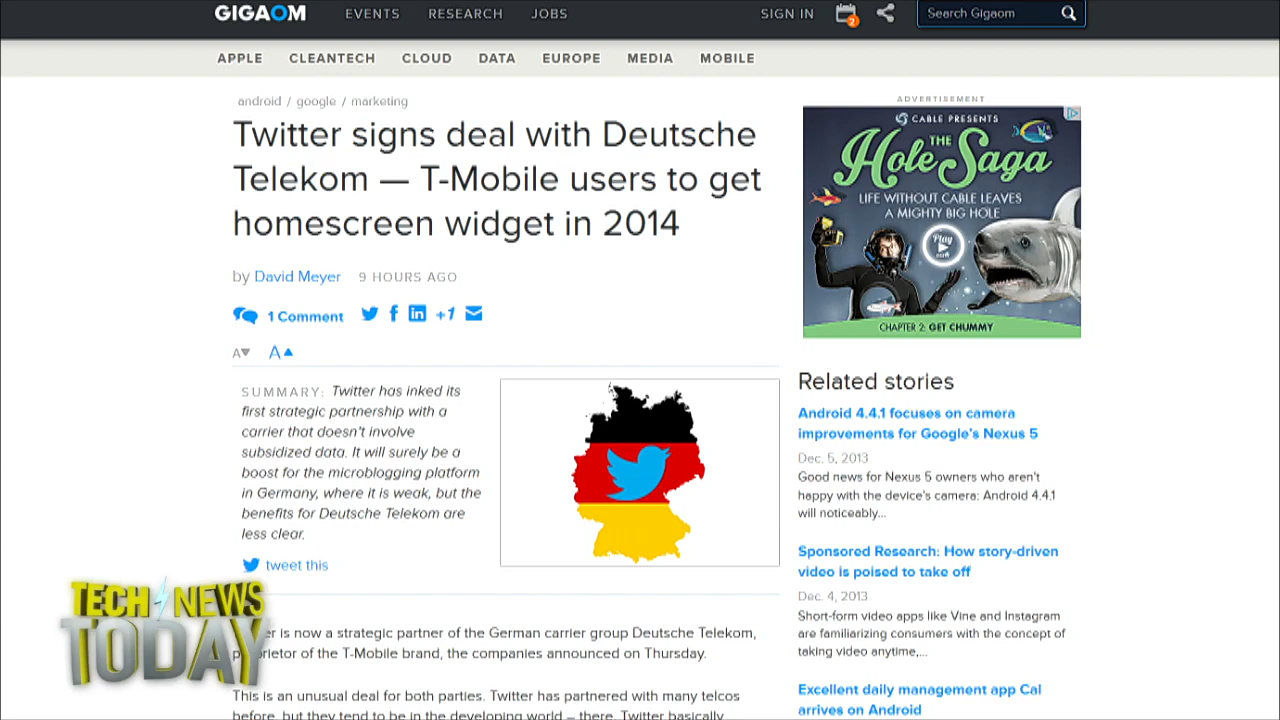 GIGAOM
EVENTS RESEARCH JOBS
SIGN IN
2
Search Gigaom
APPLE CLEANTECH CLOUD DATA EUROPE MEDIA MOBILE
android / google / marketing
Twitter signs deal with Deutsche
Telekom — T-Mobile users to get
homescreen widget in 2014
by David Meyer 9 HOURS AGO
1 Comment
f in +1
A▼ A▲
SUMMARY: Twitter has inked its
first strategic partnership with a
carrier that doesn't involve
subsidized data. It will surely be a
boost for the microblogging platform
in Germany, where it is weak, but the
benefits for Deutsche Telekom are
less clear.
tweet this
er is now a strategic partner of the German carrier group Deutsche Telekom,
p rietor of the T-Mobile brand, the companies announced on Thursday.
This is an unusual deal for both parties. Twitter has partnered with many telcos
before, but they tend to be in the developing world – there, Twitter basically
TECH NEWS
TODAY
ADVERTISEMENT
CABLE PRESENTS
THE
Hole Saga
LIFE WITHOUT CABLE LEAVES
A MIGHTY BIG HOLE
Play
now
CHAPTER 2: GET CHUMMY
Related stories
Android 4.4.1 focuses on camera
improvements for Google's Nexus 5
Dec. 5, 2013
Good news for Nexus 5 owners who aren't
happy with the device's camera: Android 4.4.1
will noticeably...
Sponsored Research: How story-driven
video is poised to take off
Dec. 4, 2013
Short-form video apps like Vine and Instagram
are familiarizing consumers with the concept of
taking video anytime,...
Excellent daily management app Cal
arrives on Android